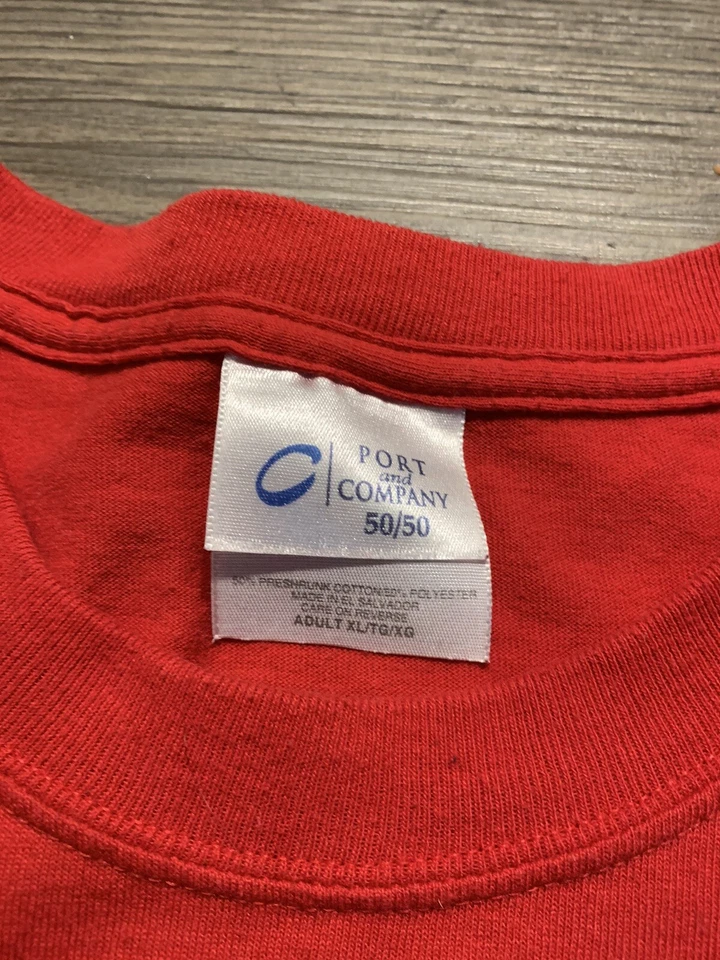 PORT
and
COMPANY
50/50
50% PRESHRUNK COTTON/50% POLYESTER
MADE IN EL SALVADOR
CARE ON REVERSE
ADULT XL/TG/XG